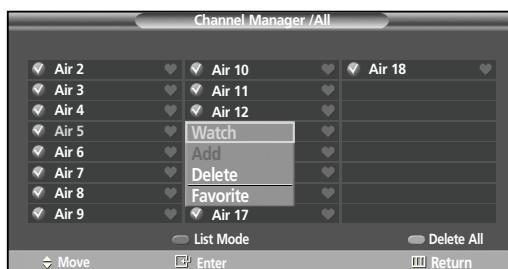 Channel Manager /All
Air 2 Air 10 Air 18
Air 3 Air 11
Air 4 Air 12
Air 5 Watch
Air 6 Add
Air 7 Delete
Air 8 Favorite
Air 9 Air 17
List Mode Delete All
Move Enter Return